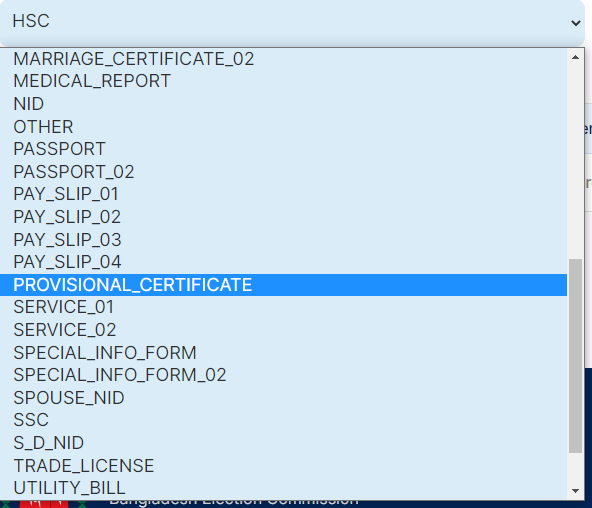 HSC
MARRIAGE_CERTIFICATE_02
MEDICAL_REPORT
NID
OTHER
PASSPORT
PASSPORT_02
PAY_SLIP_01
PAY_SLIP_02
PAY_SLIP_03
PAY_SLIP_04
PROVISIONAL_CERTIFICATE
SERVICE_01
SERVICE_02
SPECIAL_INFO_FORM
SPECIAL_INFO_FORM_02
SPOUSE_NID
SSC
S_D_NID
TRADE_LICENSE
UTILITY_BILL
Bangladesh Election Commission